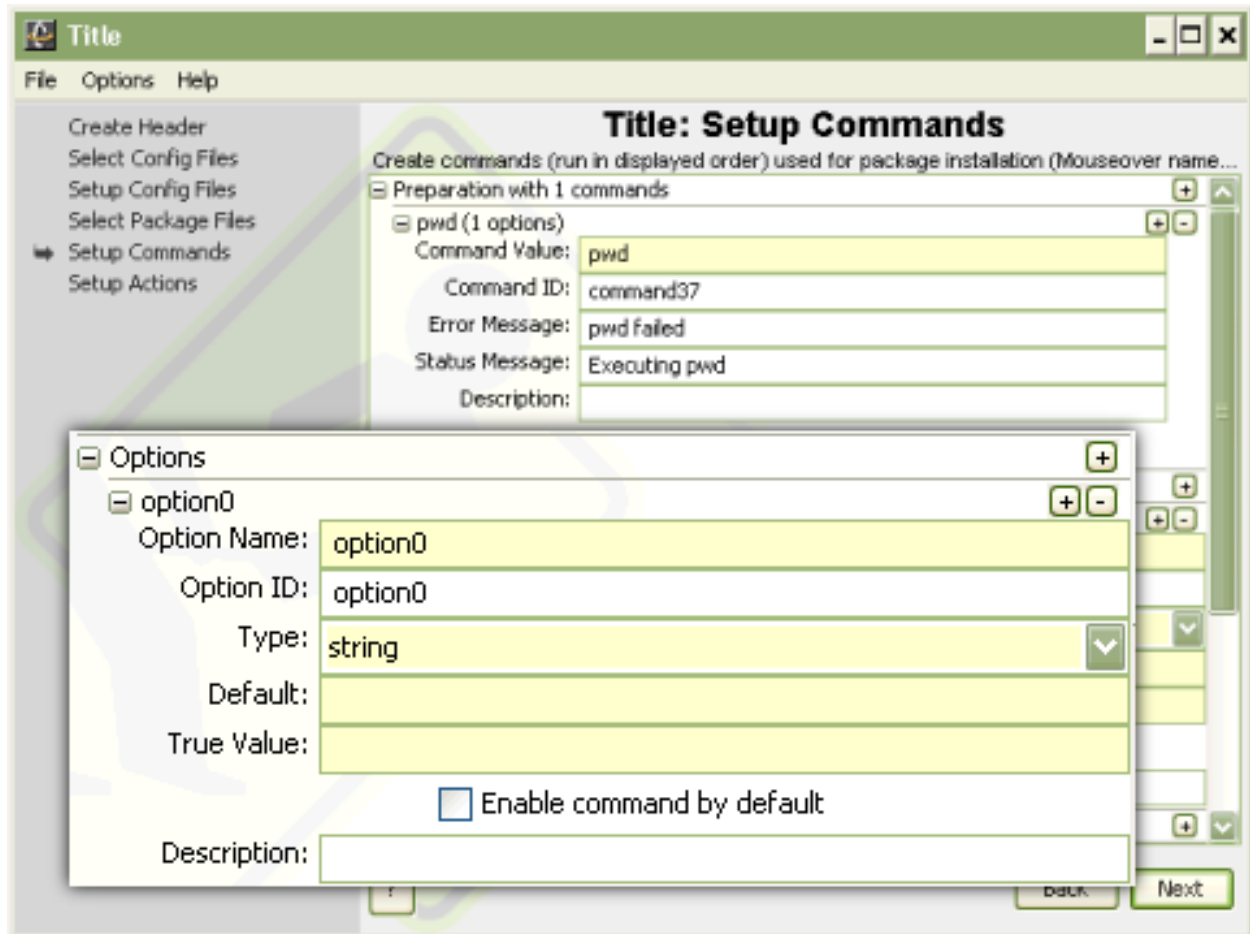 Title
File Options Help
Create Header
Select Config Files
Setup Config Files
Select Package Files
Setup Commands
Setup Actions
Title: Setup Commands
Create commands (run in displayed order) used for package installation (Mouseover name...
Preparation with 1 commands
pwd (1 options)
Command Value: pwd
Command ID: command37
Error Message: pwd failed
Status Message: Executing pwd
Description:
Options
option0
Option Name: option0
Option ID: option0
Type: string
Default:
True Value:
Enable command by default
Description:
? Back Next